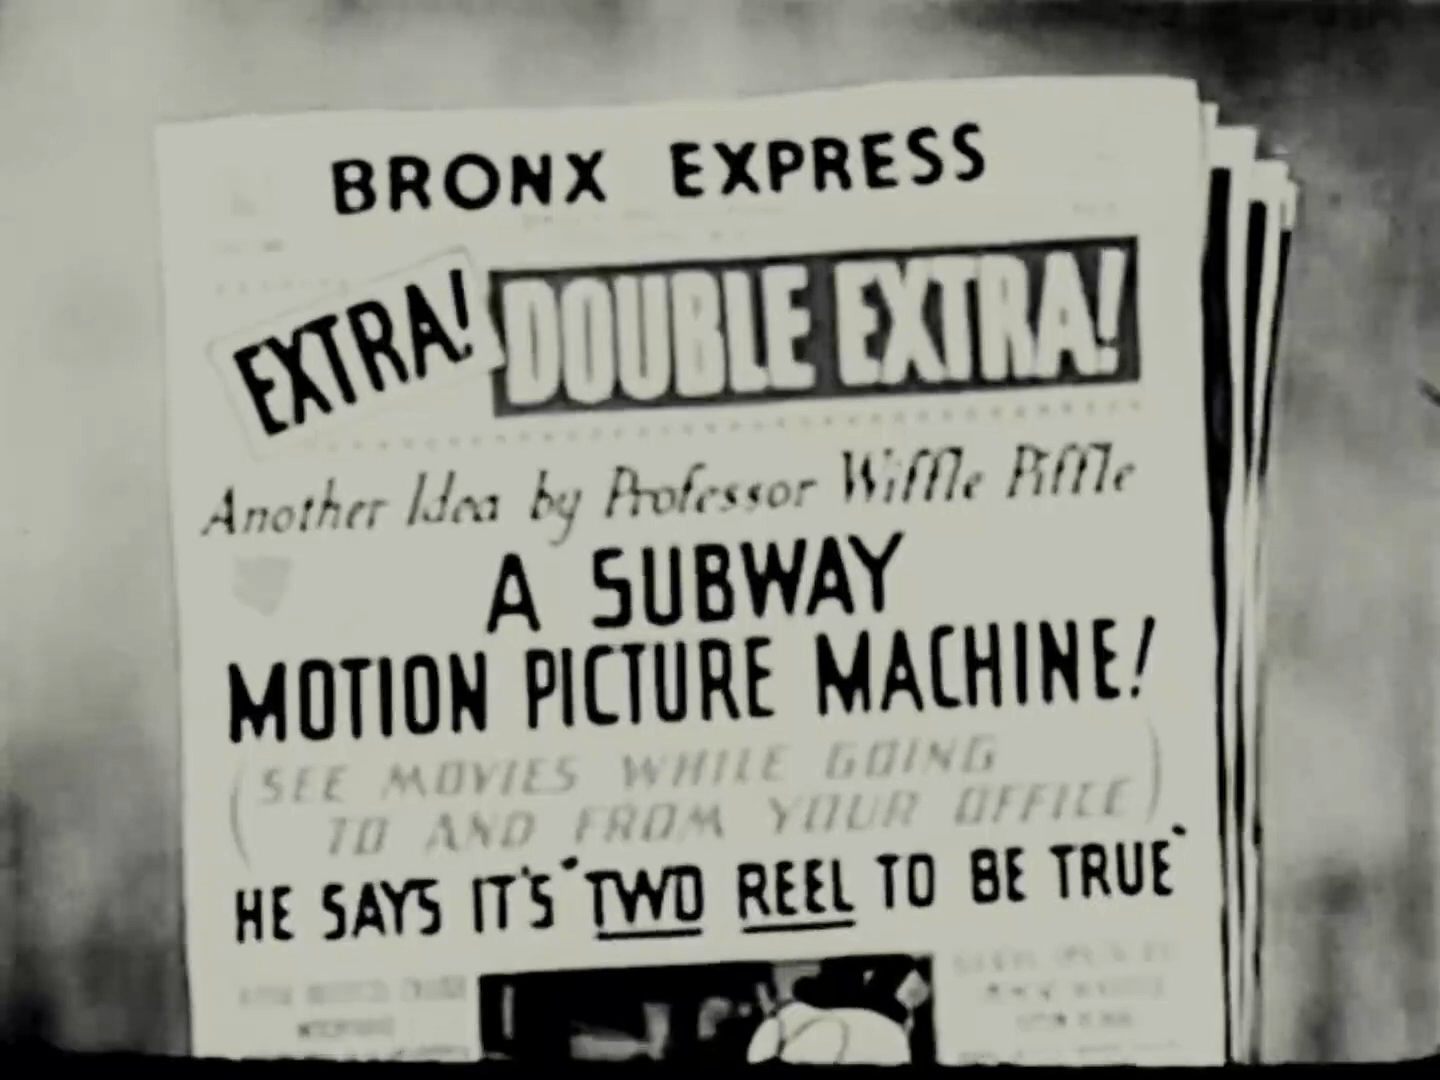 BRONX EXPRESS
EXTRA! DOUBLE EXTRA!
Another Idea by Professor Wiffle Piffle
A SUBWAY
MOTION PICTURE MACHINE!
(SEE MOVIES WHILE GOING
TO AND FROM YOUR OFFICE)
HE SAYS IT'S "TWO REEL TO BE TRUE"